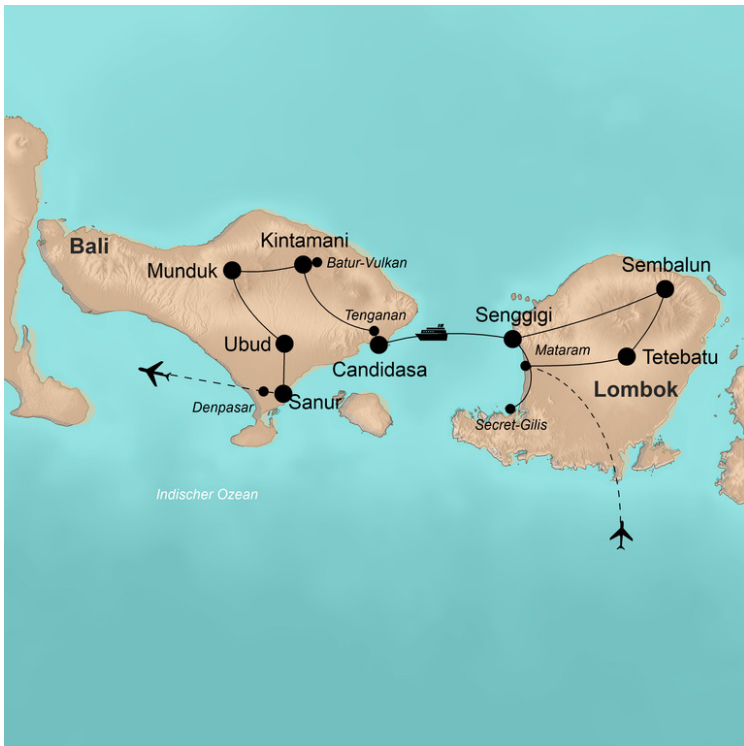 Bali
Kintamani
Munduk
Batur-Vulkan
Sembalun
Tenganan
Senggigi
Ubud
Candidasa
Mataram
Tetebatu
Lombok
Sanur
Denpasar
Secret-Gilis
Indischer Ozean